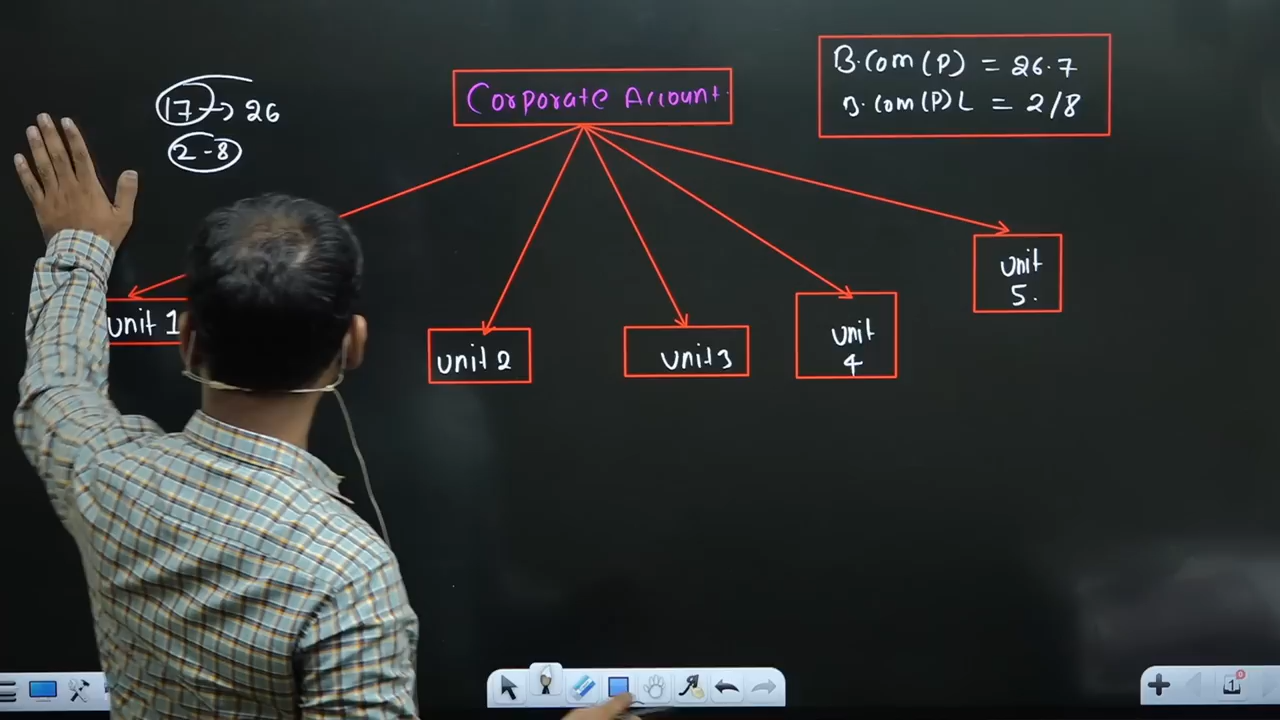 17 → 26
2 - 8
Corporate Account.
B.Com (P) = 26.7
B.Com (P) L = 2/8
Unit 1
Unit 2
Unit 3
Unit
4
Unit
5.
1